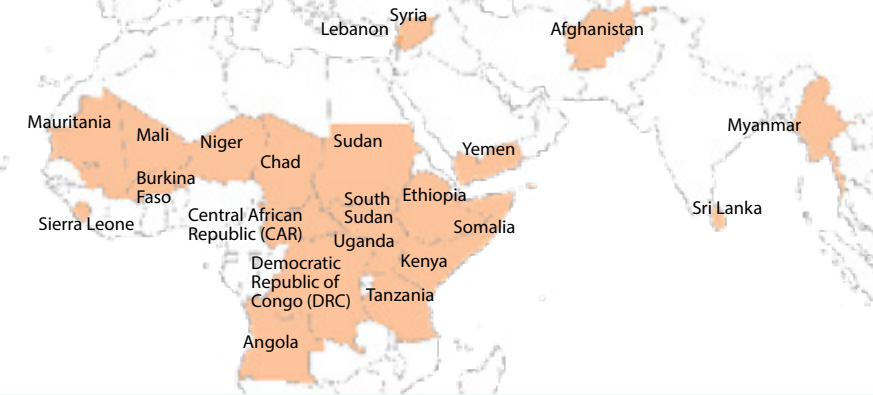 Syria
Lebanon
Afghanistan
Mauritania
Mali
Niger
Sudan
Chad
Yemen
Myanmar
Burkina
Faso
Ethiopia
South
Sudan
Sri Lanka
Sierra Leone
Central African
Republic (CAR)
Somalia
Uganda
Kenya
Democratic
Republic of
Congo (DRC)
Tanzania
Angola